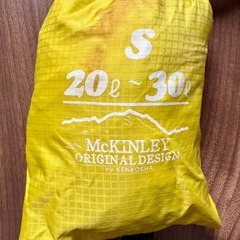 S
20ℓ~30ℓ
McKINLEY
ORIGINAL DESIGN
by KENKOSHA